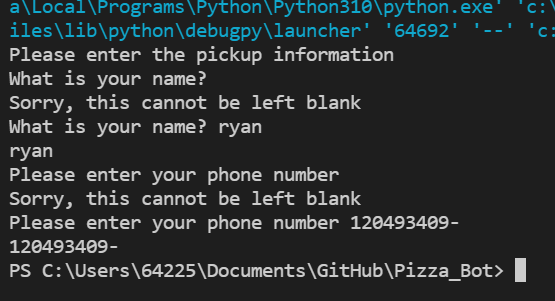 a\Local\Programs\Python\Python310\python.exe' 'c:\
iles\lib\python\debugpy\launcher' '64692' '--' 'c:
Please enter the pickup information
What is your name?
Sorry, this cannot be left blank
What is your name? ryan
ryan
Please enter your phone number
Sorry, this cannot be left blank
Please enter your phone number 120493409-
120493409-
PS C:\Users\64225\Documents\GitHub\Pizza_Bot>